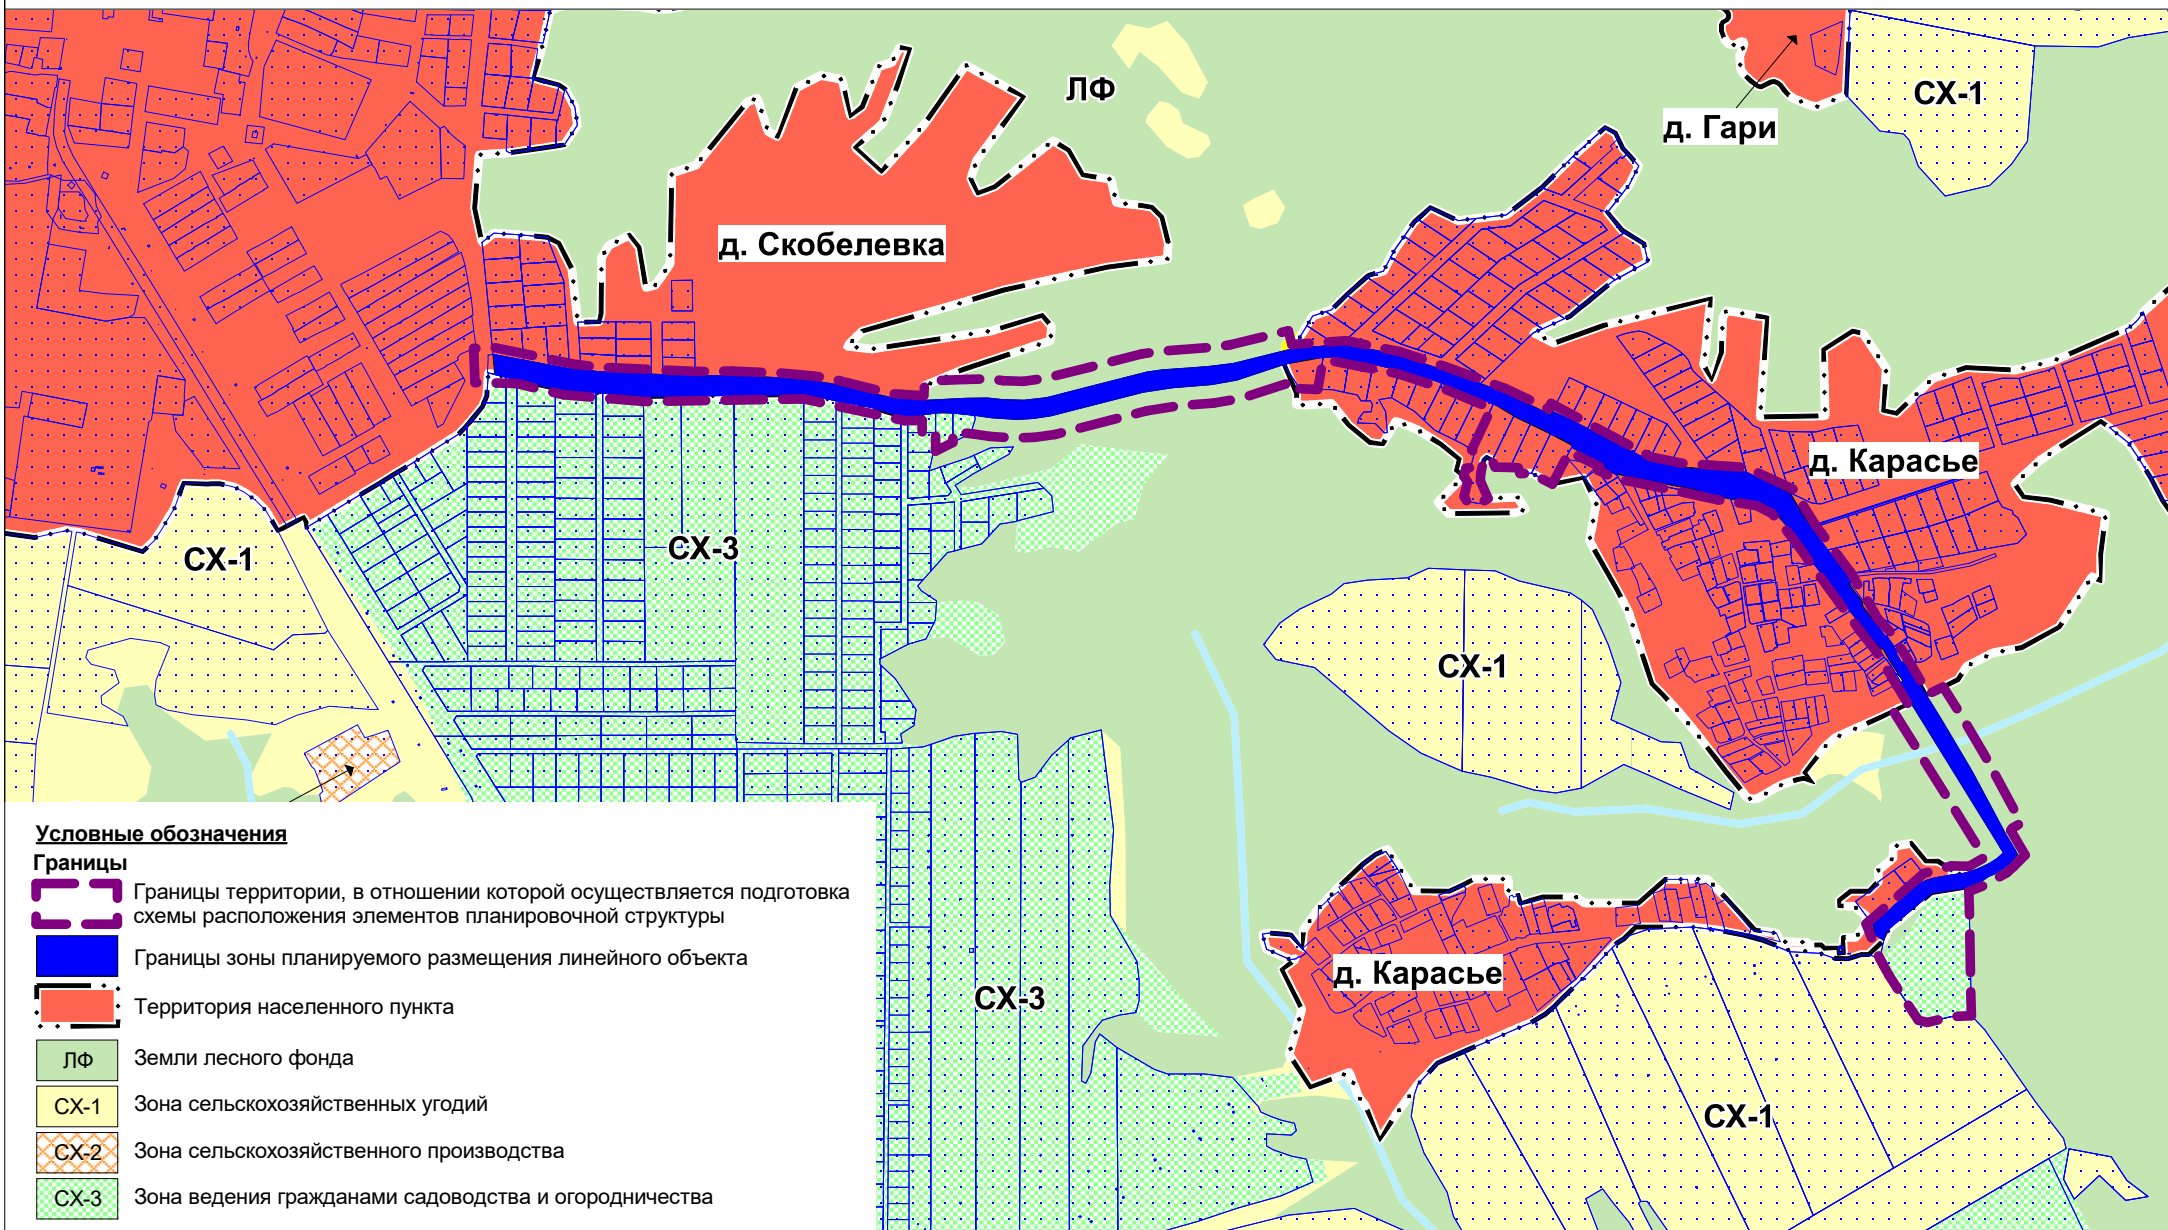 ЛФ
СХ-1
д. Гари
д. Скобелевка
д. Карасье
СХ-1
СХ-3
СХ-1
д. Карасье
СХ-3
СХ-1
Условные обозначения
Границы
Границы территории, в отношении которой осуществляется подготовка
схемы расположения элементов планировочной структуры
Границы зоны планируемого размещения линейного объекта
Территория населенного пункта
ЛФ Земли лесного фонда
СХ-1 Зона сельскохозяйственных угодий
СХ-2 Зона сельскохозяйственного производства
СХ-3 Зона ведения гражданами садоводства и огородничества